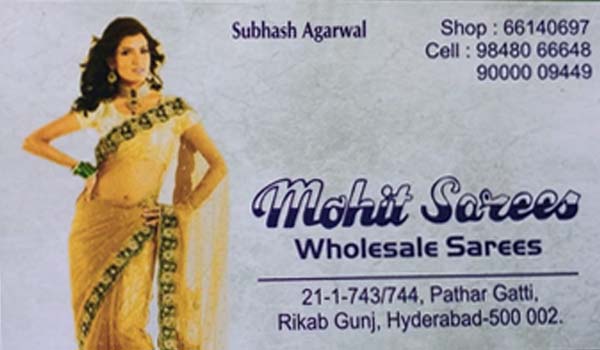 Subhash Agarwal
Shop : 66140697
Cell : 98480 66648
90000 09449
Mohit Sarees
Wholesale Sarees
21-1-743/744, Pathar Gatti,
Rikab Gunj, Hyderabad-500 002.